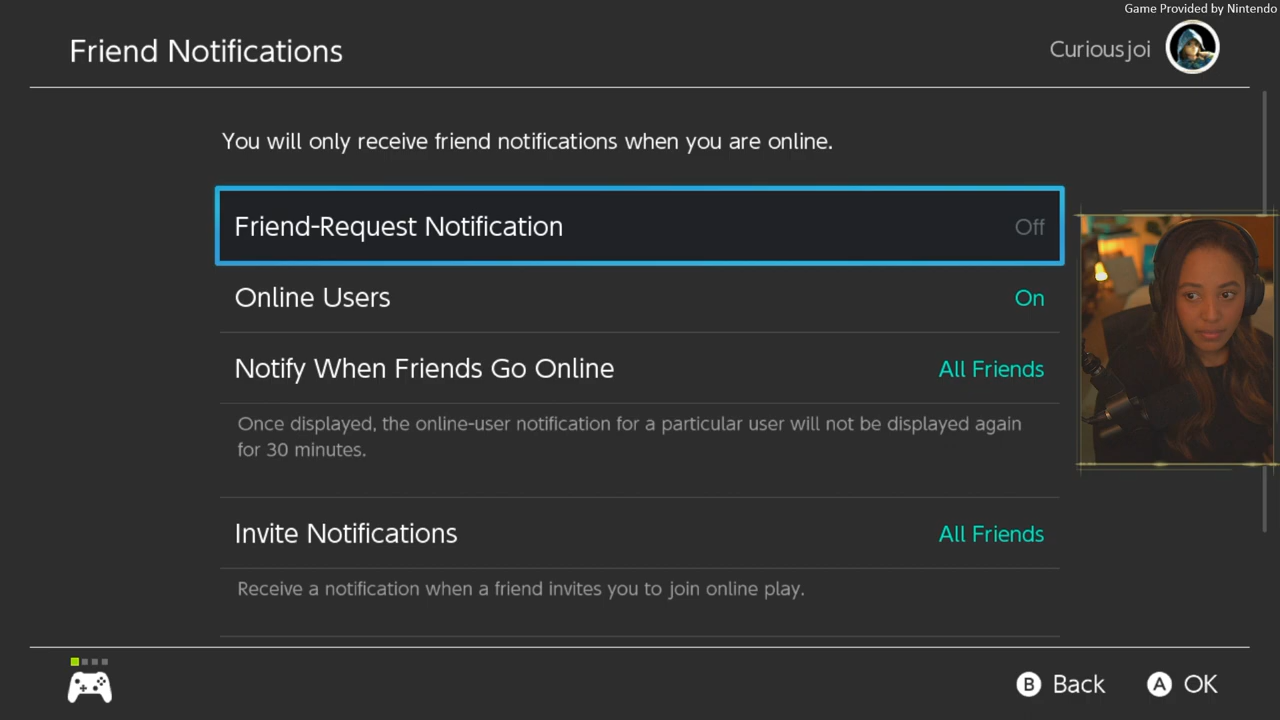 Game Provided by Nintendo
Friend Notifications
Curiousjoi
You will only receive friend notifications when you are online.
Friend-Request Notification Off
Online Users On
Notify When Friends Go Online All Friends
Once displayed, the online-user notification for a particular user will not be displayed again
for 30 minutes.
Invite Notifications All Friends
Receive a notification when a friend invites you to join online play.
B Back A OK